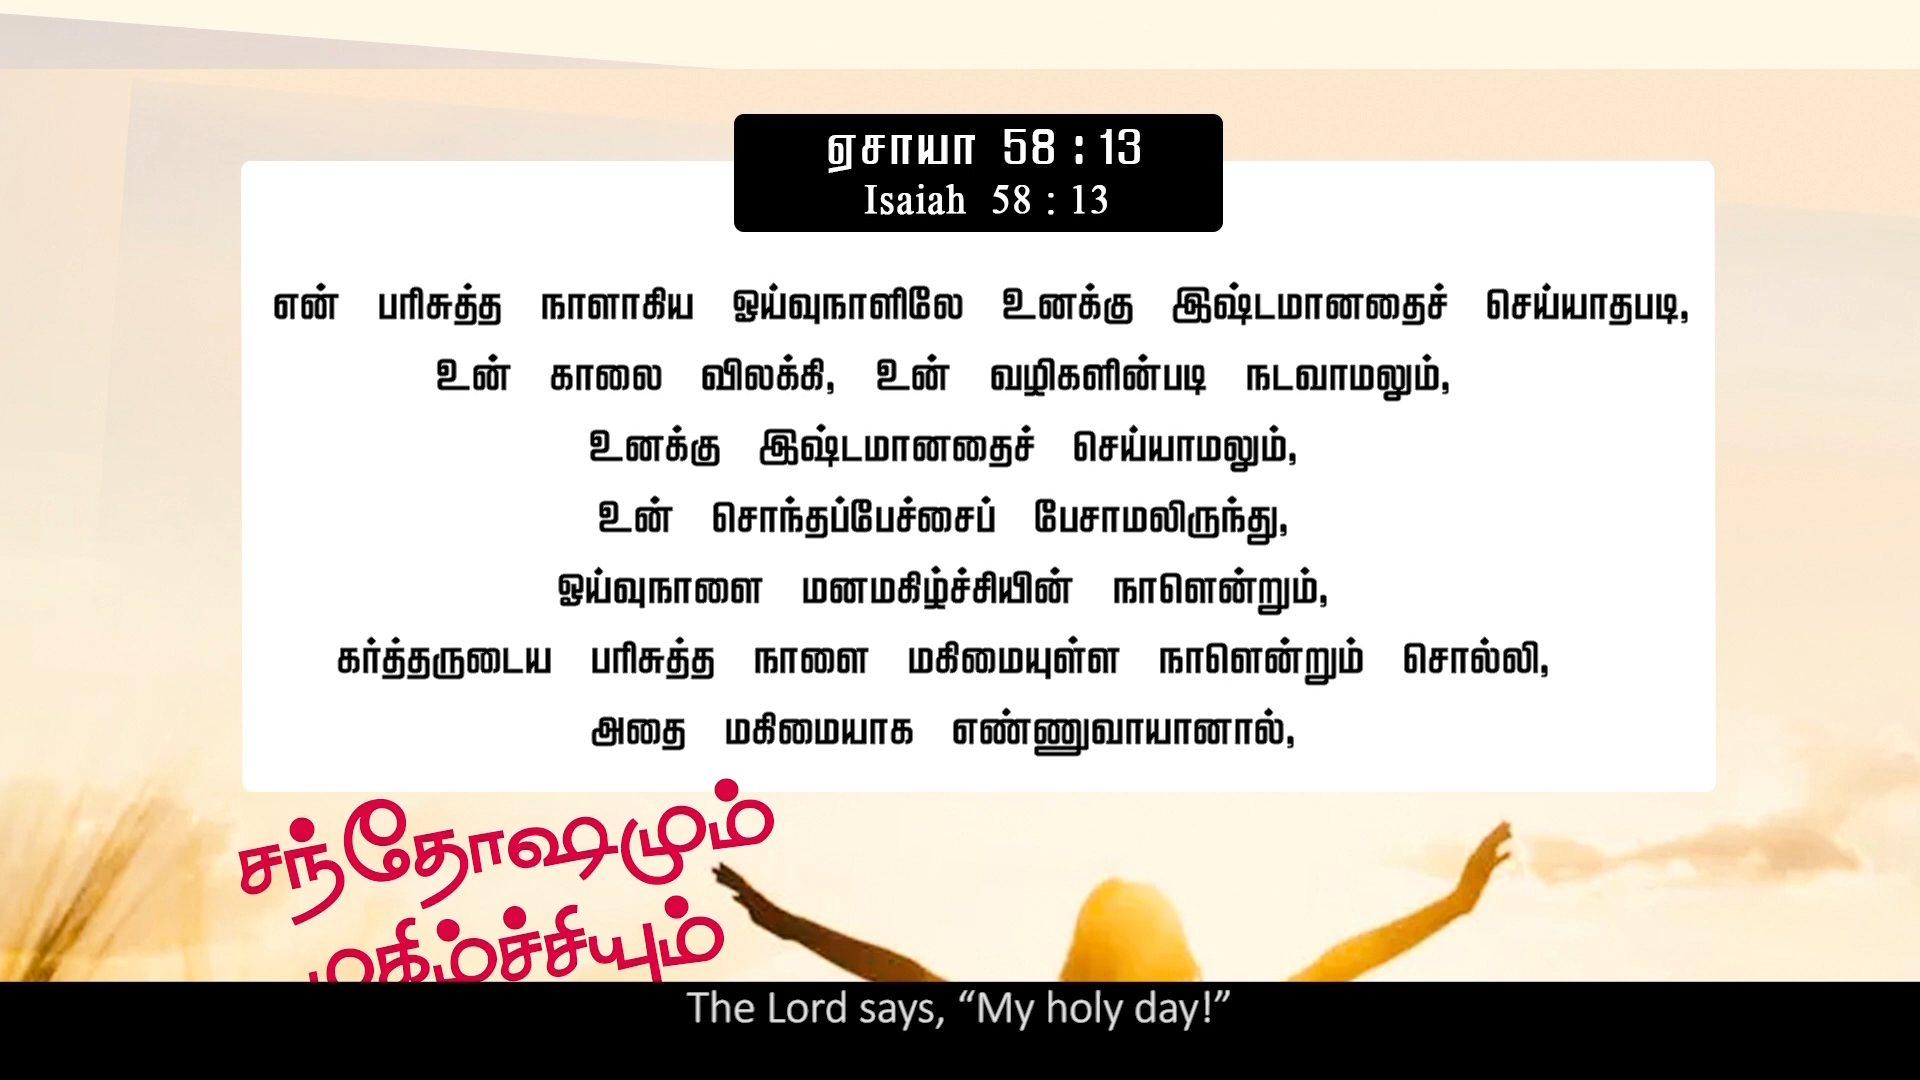 ஏசாயா 58 : 13
Isaiah 58 : 13
என் பரிசுத்த நாளாகிய ஓய்வுநாளிலே உனக்கு இஷ்டமானதைச் செய்யாதபடி,
உன் காலை விலக்கி, உன் வழிகளின்படி நடவாமலும்,
உனக்கு இஷ்டமானதைச் செய்யாமலும்,
உன் சொந்தப்பேச்சைப் பேசாமலிருந்து,
ஓய்வுநாளை மனமகிழ்ச்சியின் நாளென்றும்,
கர்த்தருடைய பரிசுத்த நாளை மகிமையுள்ள நாளென்றும் சொல்லி,
அதை மகிமையாக எண்ணுவாயானால்,
சந்தோஷமும்
மகிழ்ச்சியும்
The Lord says, “My holy day!”